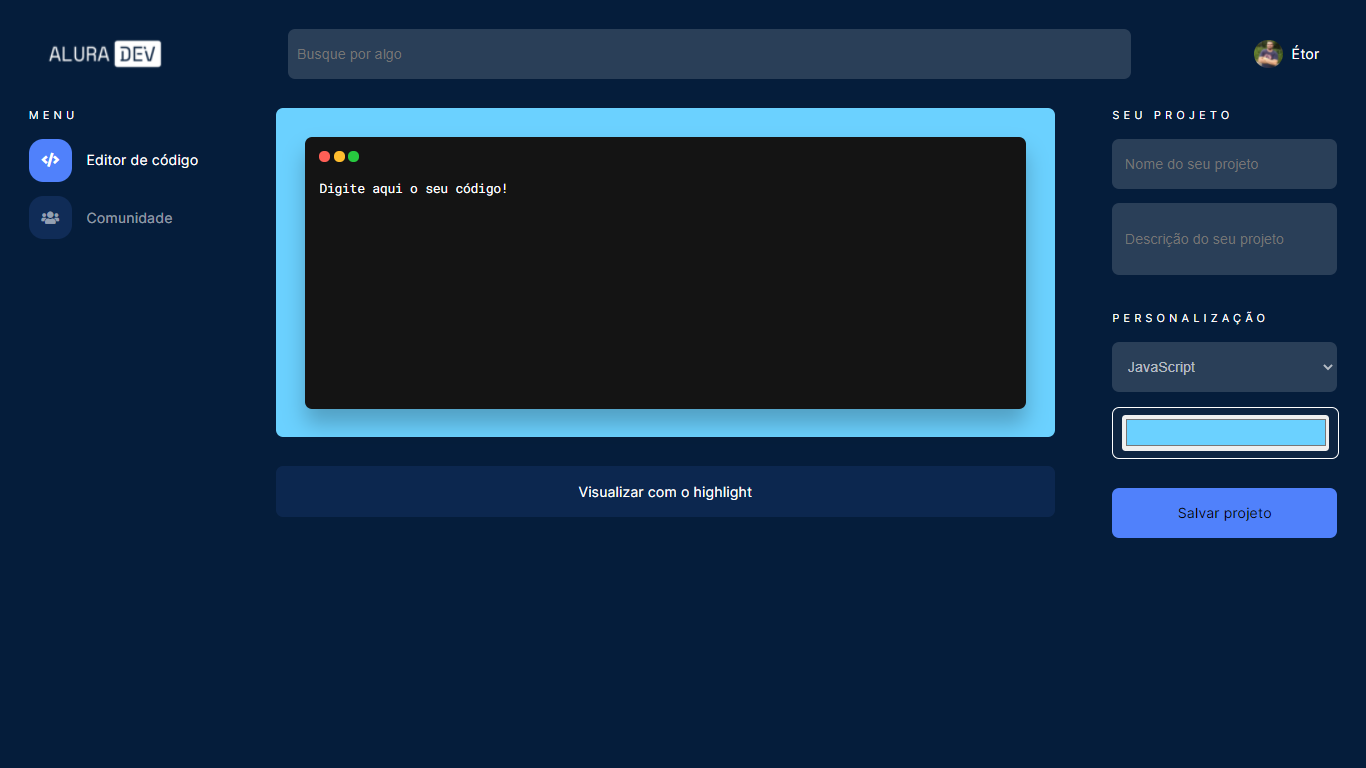 ALURA DEV
Busque por algo
Étor
MENU
Editor de código
Comunidade
Digite aqui o seu código!
Visualizar com o highlight
SEU PROJETO
Nome do seu projeto
Descrição do seu projeto
PERSONALIZAÇÃO
JavaScript
Salvar projeto